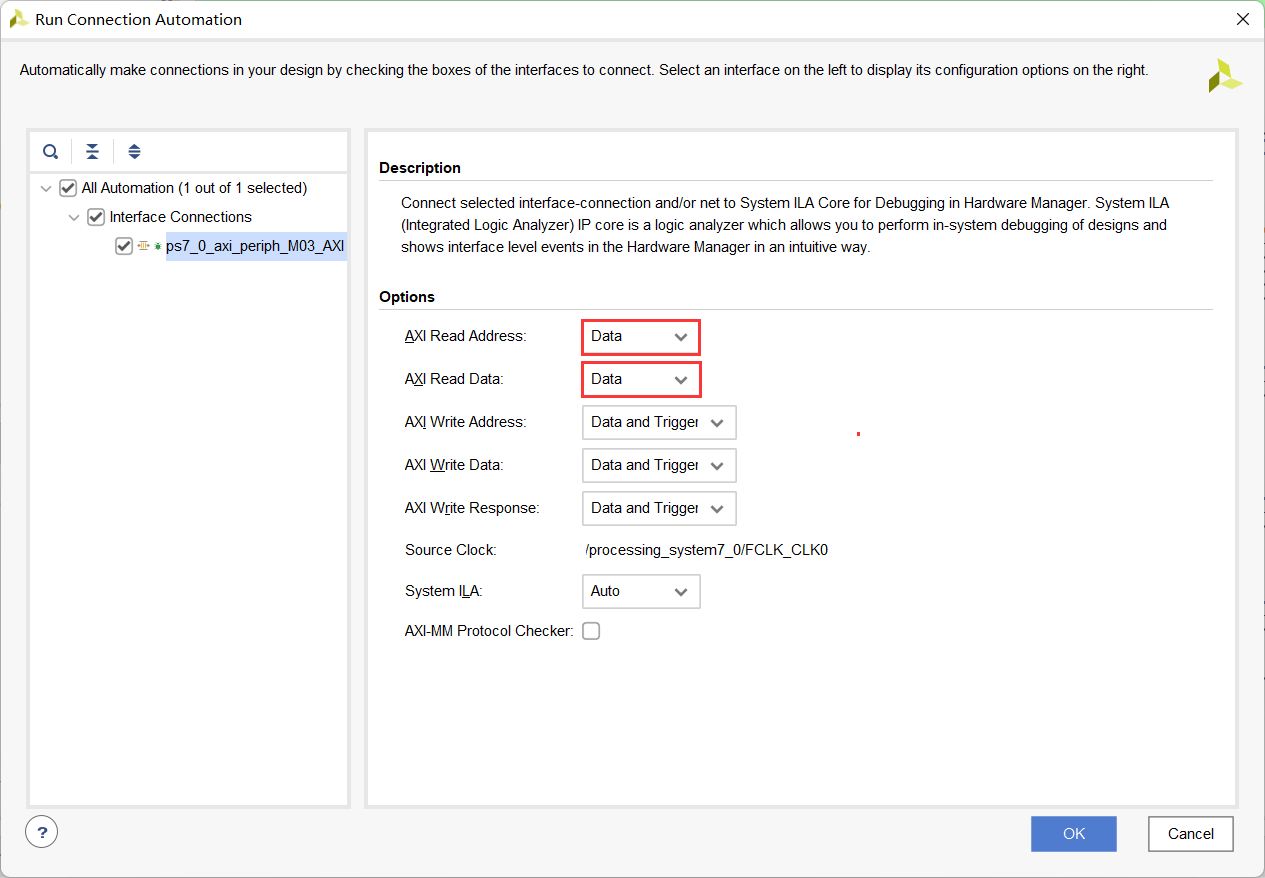 Run Connection Automation
Automatically make connections in your design by checking the boxes of the interfaces to connect. Select an interface on the left to display its configuration options on the right.
All Automation (1 out of 1 selected)
Interface Connections
ps7_0_axi_periph_M03_AXI
Description
Connect selected interface-connection and/or net to System ILA Core for Debugging in Hardware Manager. System ILA
(Integrated Logic Analyzer) IP core is a logic analyzer which allows you to perform in-system debugging of designs and
shows interface level events in the Hardware Manager in an intuitive way.
Options
AXI Read Address: Data
AXI Read Data: Data
AXI Write Address: Data and Trigger
AXI Write Data: Data and Trigger
AXI Write Response: Data and Trigger
Source Clock: /processing_system7_0/FCLK_CLK0
System ILA: Auto
AXI-MM Protocol Checker:
?
OK Cancel